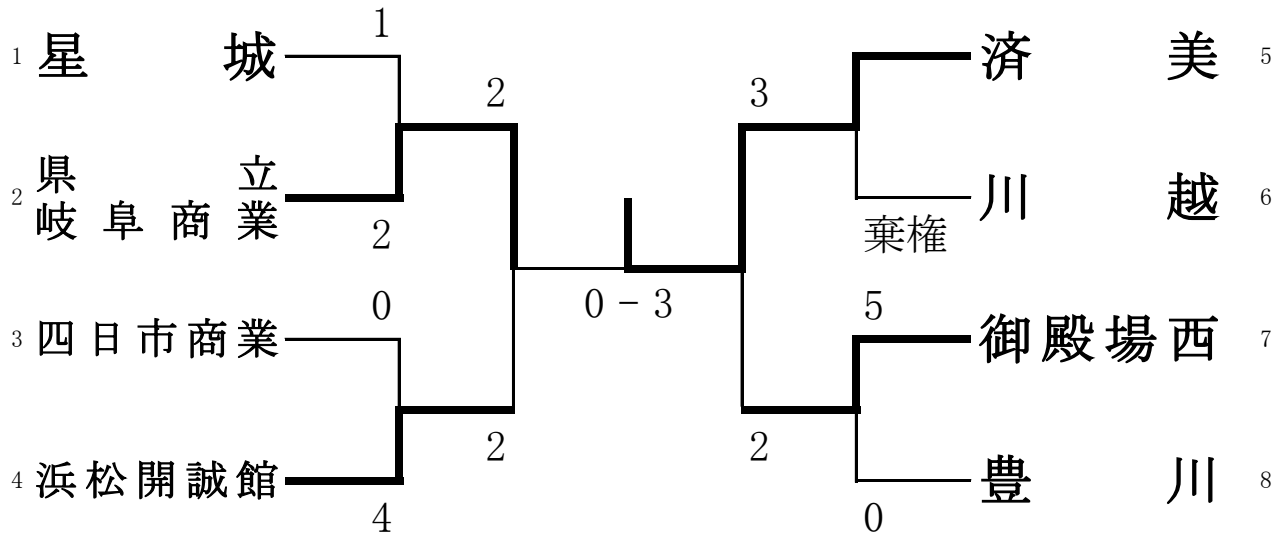 1 星城
1
2 県立
岐阜商業
2
2
3 四日市商業
0
4 浜松開誠館
4
2
0－3
3
済美 5
川越 6
棄権
5
御殿場西 7
2
豊川 8
0